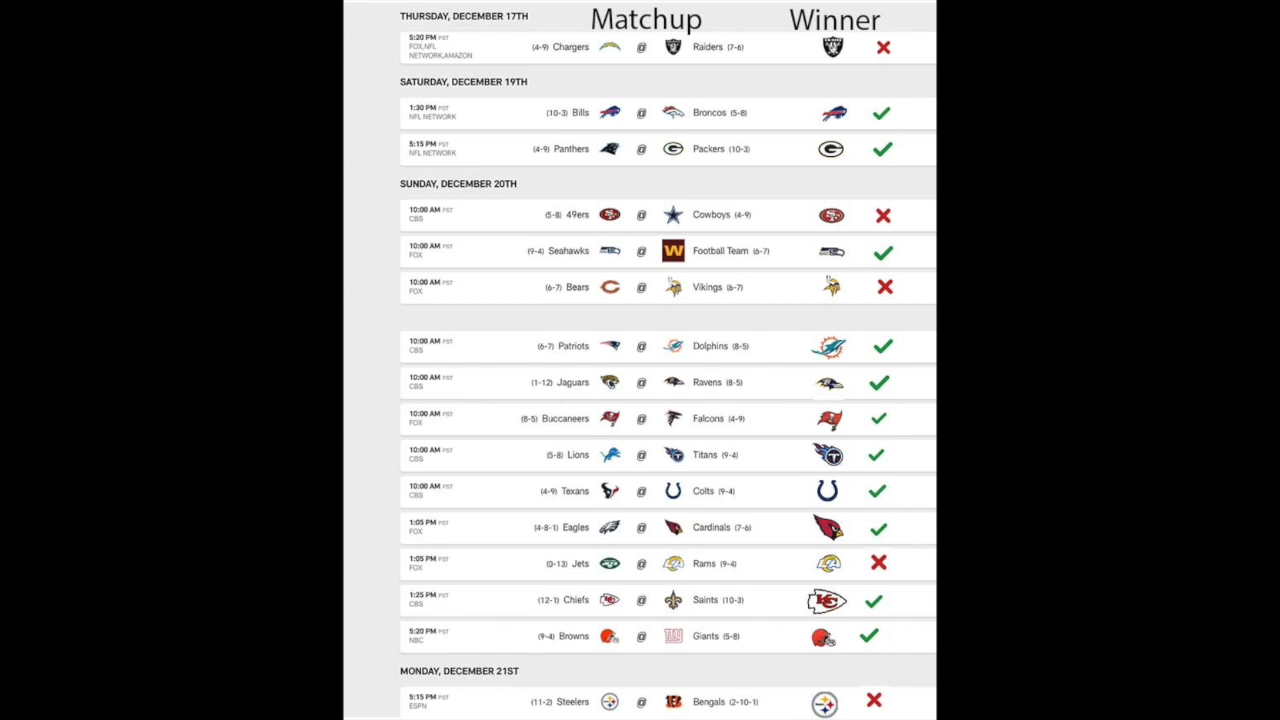 THURSDAY, DECEMBER 17TH Matchup Winner
5:20 PM PST
FOX,NFL
NETWORK,AMAZON
(4-9) Chargers @ Raiders (7-6)
SATURDAY, DECEMBER 19TH
1:30 PM PST
NFL NETWORK
(10-3) Bills @ Broncos (5-8)
5:15 PM PST
NFL NETWORK
(4-9) Panthers @ Packers (10-3)
SUNDAY, DECEMBER 20TH
10:00 AM PST
CBS
(5-8) 49ers @ Cowboys (4-9)
10:00 AM PST
FOX
(9-4) Seahawks @ Football Team (6-7)
10:00 AM PST
FOX
(6-7) Bears @ Vikings (6-7)
10:00 AM PST
CBS
(6-7) Patriots @ Dolphins (8-5)
10:00 AM PST
CBS
(1-12) Jaguars @ Ravens (8-5)
10:00 AM PST
FOX
(8-5) Buccaneers @ Falcons (4-9)
10:00 AM PST
CBS
(5-8) Lions @ Titans (9-4)
10:00 AM PST
CBS
(4-9) Texans @ Colts (9-4)
1:05 PM PST
FOX
(4-8-1) Eagles @ Cardinals (7-6)
1:05 PM PST
FOX
(0-13) Jets @ Rams (9-4)
1:25 PM PST
CBS
(12-1) Chiefs @ Saints (10-3)
5:20 PM PST
NBC
(9-4) Browns @ Giants (5-8)
MONDAY, DECEMBER 21ST
5:15 PM PST
ESPN
(11-2) Steelers @ Bengals (2-10-1)